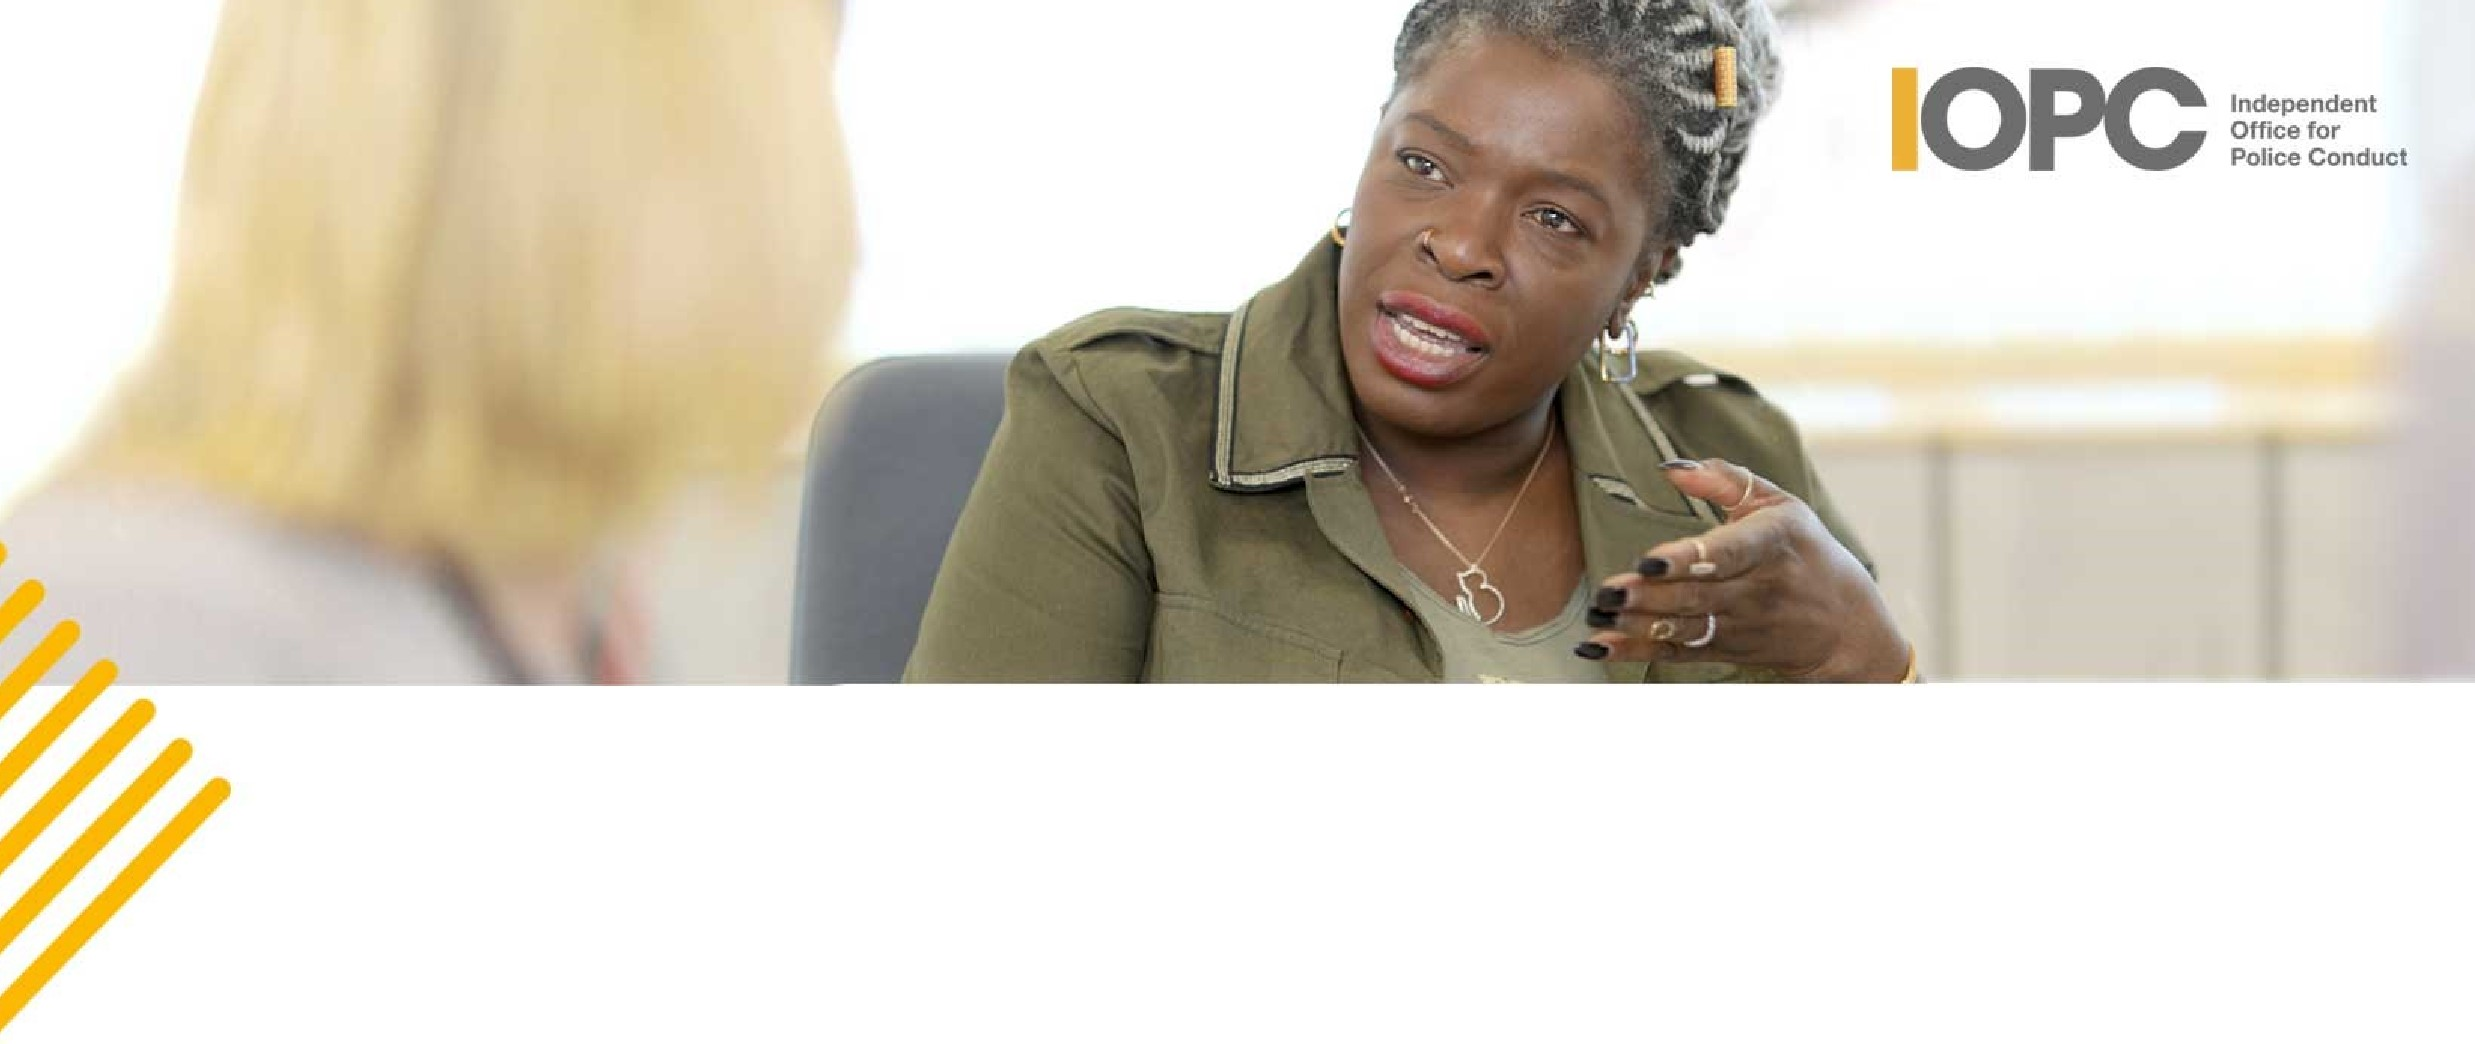 IOPC
Independent
Office for
Police Conduct